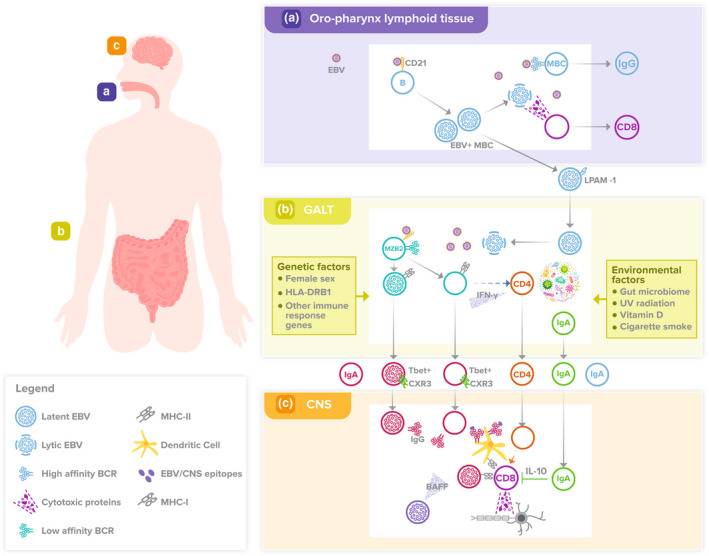 c
a
b
(a) Oro-pharynx lymphoid tissue
EBV
CD21
B
EBV+ MBC
MBC
IgG
CD8
LPAM -1
(b) GALT
MZB2
IFN-γ
CD4
IgA
Genetic factors
Female sex
HLA-DRB1
Other immune
response
genes
Environmental
factors
Gut microbiome
UV radiation
Vitamin D
Cigarette smoke
IgA
Tbet+
CXR3
Tbet+
CXR3
CD4
IgA
IgA
(c) CNS
IgG
BAFF
CD8
IL-10
IgA
Legend
Latent EBV
Lytic EBV
High affinity BCR
Cytotoxic proteins
Low affinity BCR
MHC-II
Dendritic Cell
EBV/CNS epitopes
MHC-I